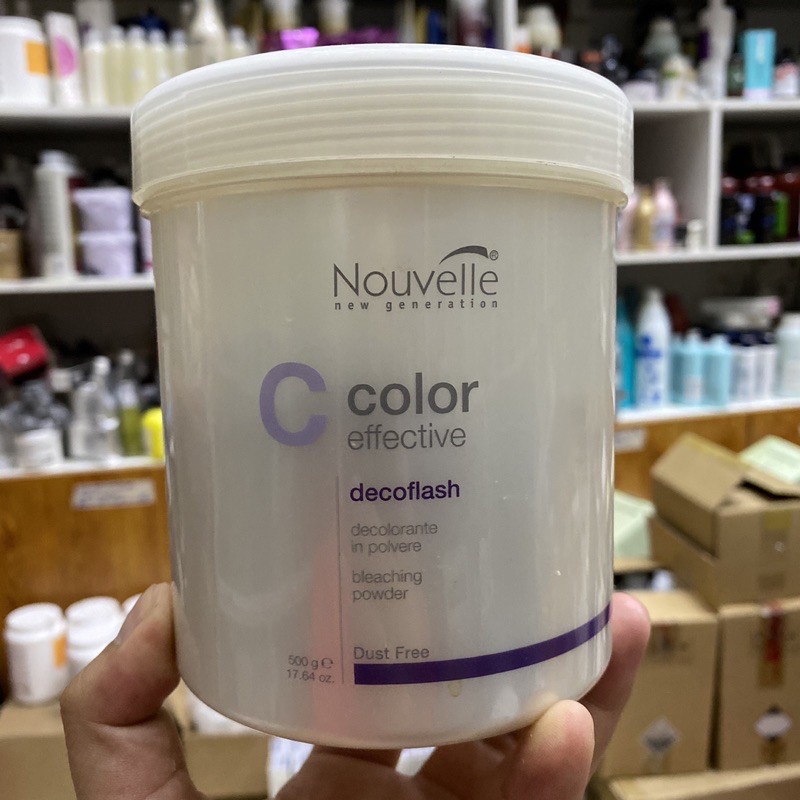 Nouvelle®
new generation
C color
effective
decoflash
decolorante
in polvere
bleaching
powder
Dust Free
500 g ℮
17.64 oz.